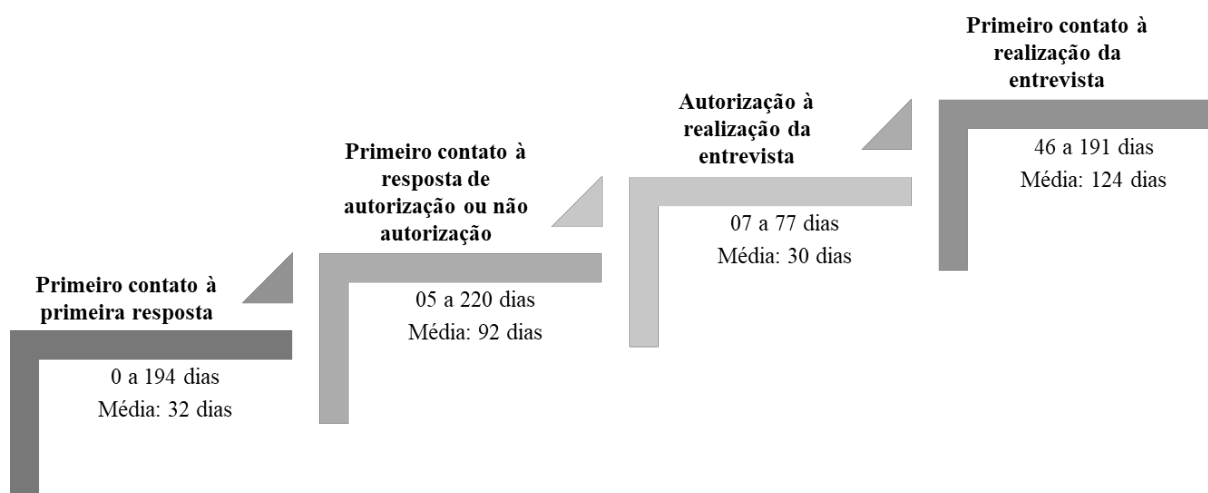 Primeiro contato à
primeira resposta
0 a 194 dias
Média: 32 dias
Primeiro contato à
resposta de
autorização ou não
autorização
05 a 220 dias
Média: 92 dias
Autorização à
realização da
entrevista
07 a 77 dias
Média: 30 dias
Primeiro contato à
realização da
entrevista
46 a 191 dias
Média: 124 dias